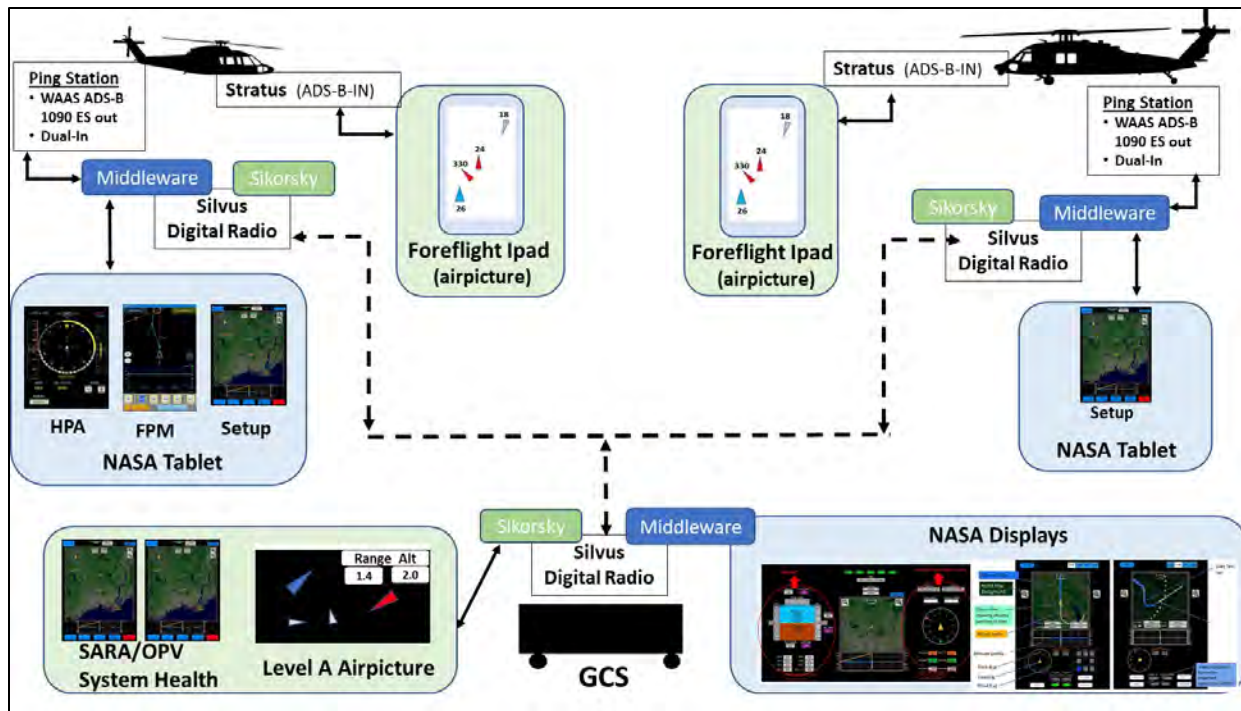 Ping Station
• WAAS ADS-B
1090 ES out
• Dual-In
Stratus (ADS-B-IN)
Middleware
Sikorsky
Silvus
Digital Radio
18
24
330
26
Foreflight Ipad
(airpicture)
HPA
FPM
Setup
NASA Tablet
Stratus (ADS-B-IN)
Ping Station
• WAAS ADS-B
1090 ES out
• Dual-In
18
24
330
26
Foreflight Ipad
(airpicture)
Sikorsky
Middleware
Silvus
Digital Radio
Setup
NASA Tablet
Sikorsky
Middleware
Silvus
Digital Radio
GCS
Range Alt
1.4 2.0
SARA/OPV
System Health
Level A Airpicture
NASA Displays